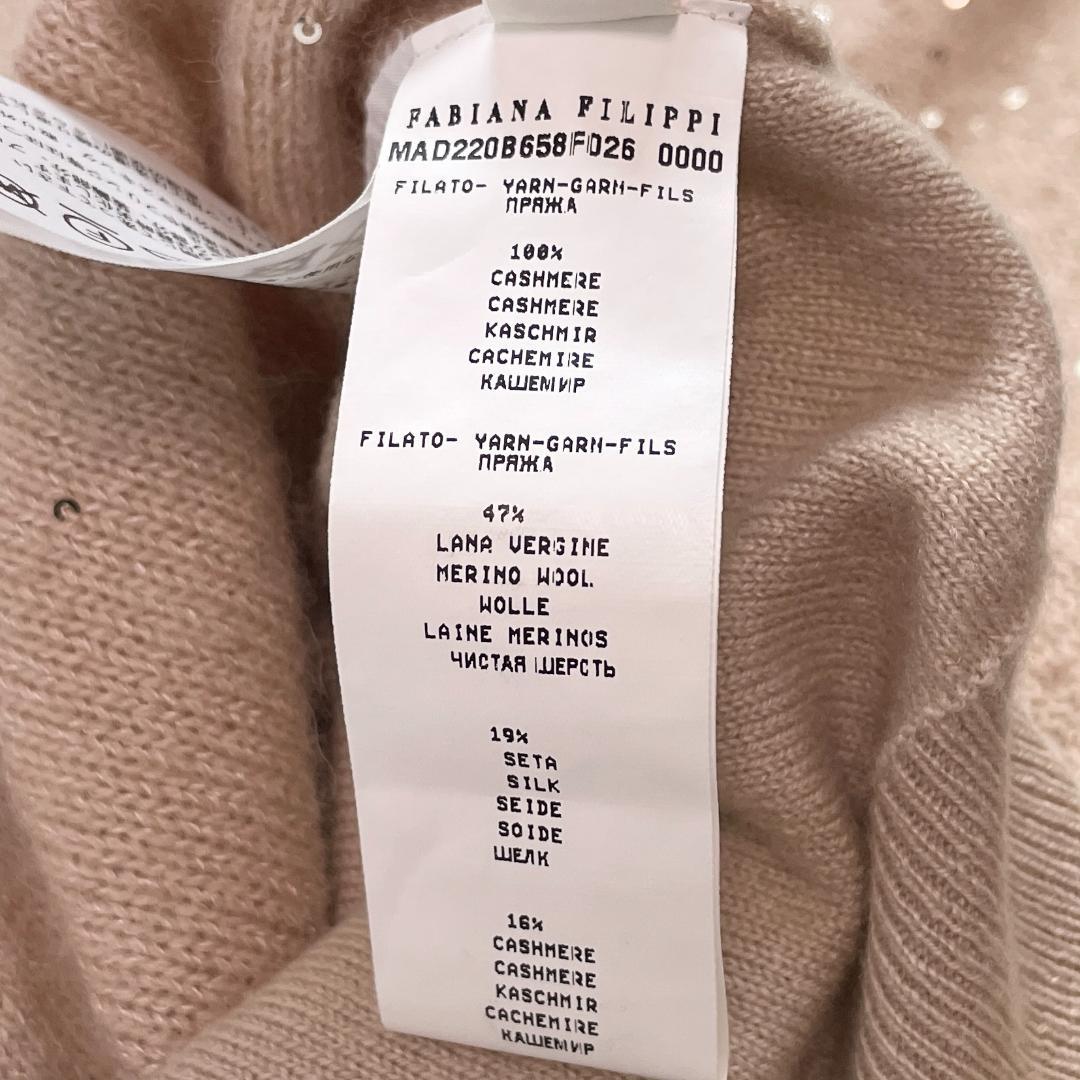 FABIANA FILIPPI
MAD220B658FD26 0000
FILATO- YARN-GARN-FILS
ПРЯЖА
100%
CASHMERE
CASHMERE
KASCHMIR
CACHEMIRE
КАШЕМИР
FILATO- YARN-GARN-FILS
ПРЯЖА
47%
LANA VERGINE
MERINO WOOL
WOLLE
LAINE MERINOS
ЧИСТАЯ ШЕРСТЬ
19%
SETA
SILK
SEIDE
SOIDE
ШЕЛК
16%
CASHMERE
CASHMERE
KASCHMIR
CACHEMIRE
КАШЕМИР